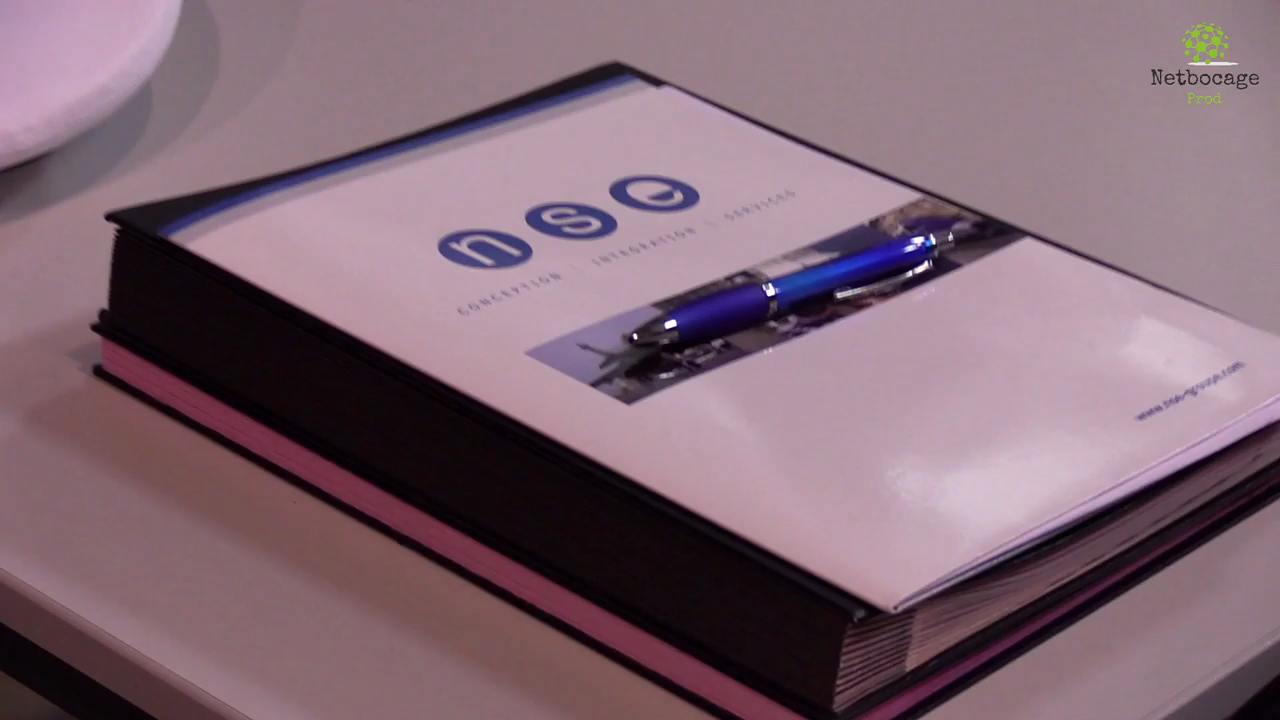 Netbocage
Prod
nse
CONCEPTION | INTEGRATION | SERVICES
www.nse-groupe.com